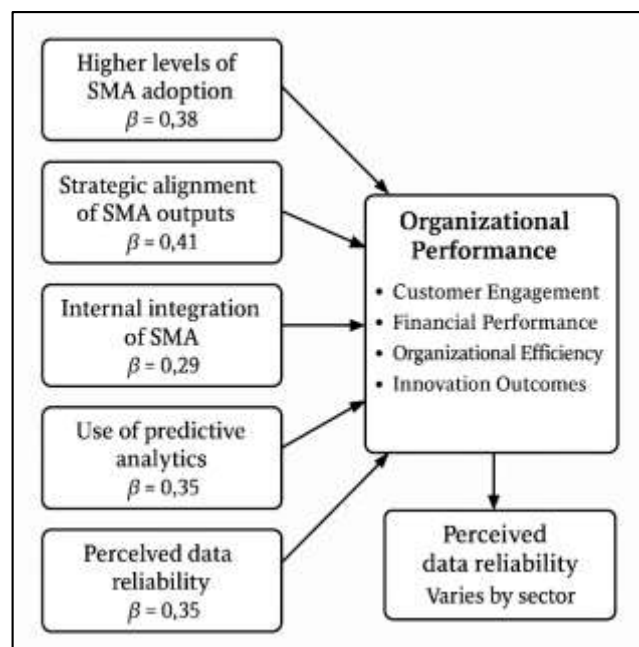 Higher levels of
SMA adoption
β = 0,38
Strategic alignment
of SMA outputs
β = 0,41
Internal integration
of SMA
β = 0,29
Use of predictive
analytics
β = 0,35
Percelved data
reliability
β = 0,35
Organizational
Performance
• Customer Engagement
• Financial Performance
• Organizational Efficiency
• Innovation Outcomes
Perceived
data reliability
Varies by sector